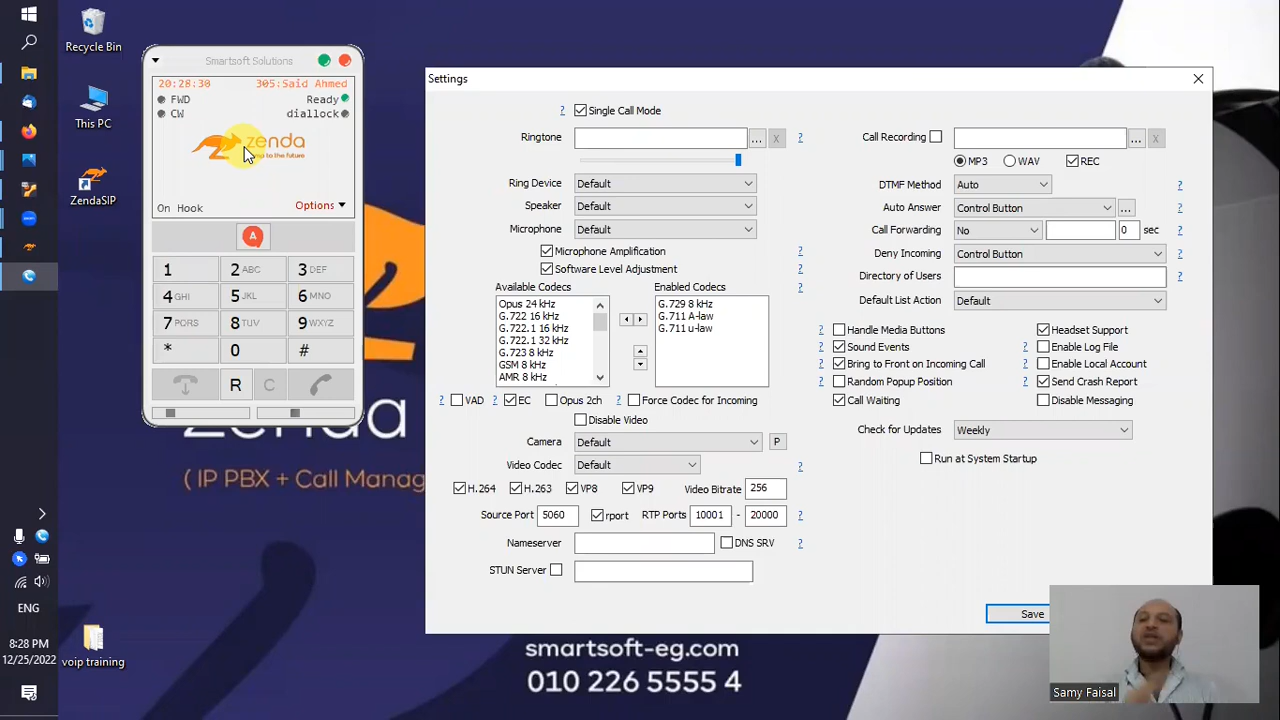 Recycle Bin
This PC
ZendaSIP
ENG
8:28 PM
12/25/2022
voip training
Smartsoft Solutions
20:28:30 305:Said Ahmed
FWD Ready
CW diallock
zenda
On Hook Options
A
1 2 ABC 3 DEF
4 GHI 5 JKL 6 MNO
7 PQRS 8 TUV 9 WXYZ
* 0 #
R C
( IP PBX + Call Manag
smartsoft-eg.com
010 226 5555 4
Settings
? Single Call Mode
Ringtone ... X ?
Ring Device Default
Speaker Default
Microphone Default
Microphone Amplification ?
Software Level Adjustment ?
Available Codecs Enabled Codecs ?
Opus 24 kHz G.729 8 kHz
G.722 16 kHz G.711 A-law
G.722.1 16 kHz G.711 u-law
G.722.1 32 kHz
G.723 8 kHz
GSM 8 kHz
AMR 8 kHz
? VAD ? EC Opus 2ch ? Force Codec for Incoming
Disable Video
Camera Default P
Video Codec Default ?
H.264 H.263 VP8 VP9 Video Bitrate 256
Source Port 5060 rport RTP Ports 10001 - 20000 ?
Nameserver DNS SRV ?
STUN Server
Call Recording ... X
MP3 WAV REC
DTMF Method Auto ?
Auto Answer Control Button ... ?
Call Forwarding No 0 sec ?
Deny Incoming Control Button ?
Directory of Users ?
Default List Action Default
? Handle Media Buttons Headset Support
? Sound Events ? Enable Log File
? Bring to Front on Incoming Call ? Enable Local Account
? Random Popup Position ? Send Crash Report
? Call Waiting Disable Messaging
Check for Updates Weekly
Run at System Startup
Save
Samy Faisal